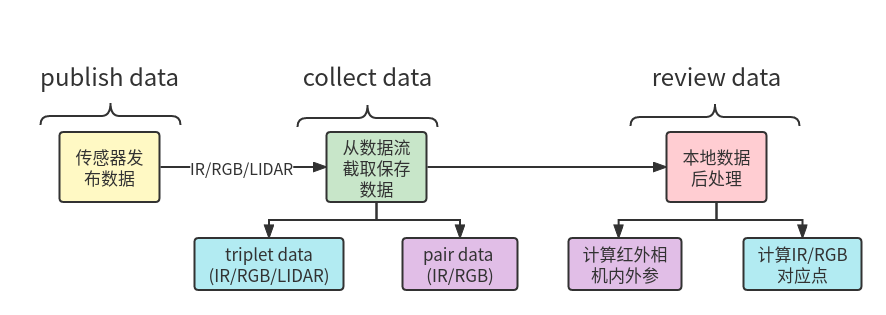 publish data
collect data
review data
传感器发
布数据
IR/RGB/LIDAR
从数据流
截取保存
数据
本地数据
后处理
triplet data
(IR/RGB/LIDAR)
pair data
(IR/RGB)
计算红外相
机内外参
计算IR/RGB
对应点